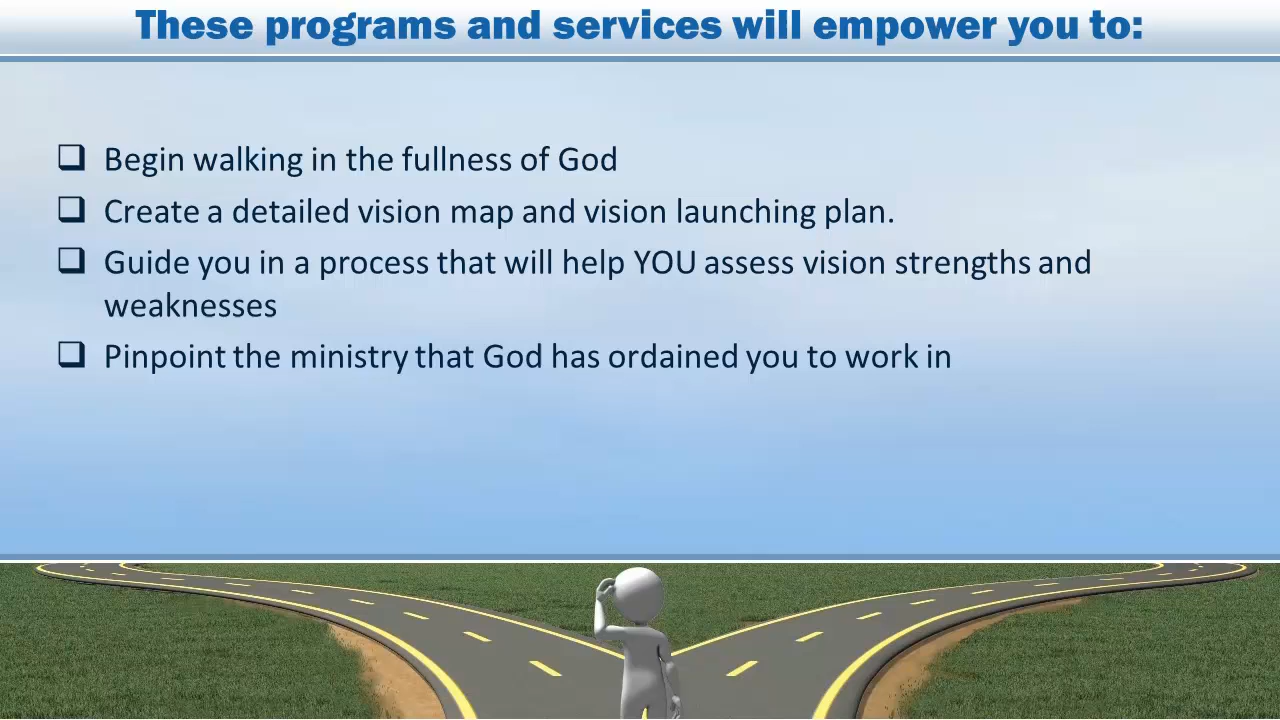 These programs and services will empower you to:
❑ Begin walking in the fullness of God
❑ Create a detailed vision map and vision launching plan.
❑ Guide you in a process that will help YOU assess vision strengths and
weaknesses
❑ Pinpoint the ministry that God has ordained you to work in